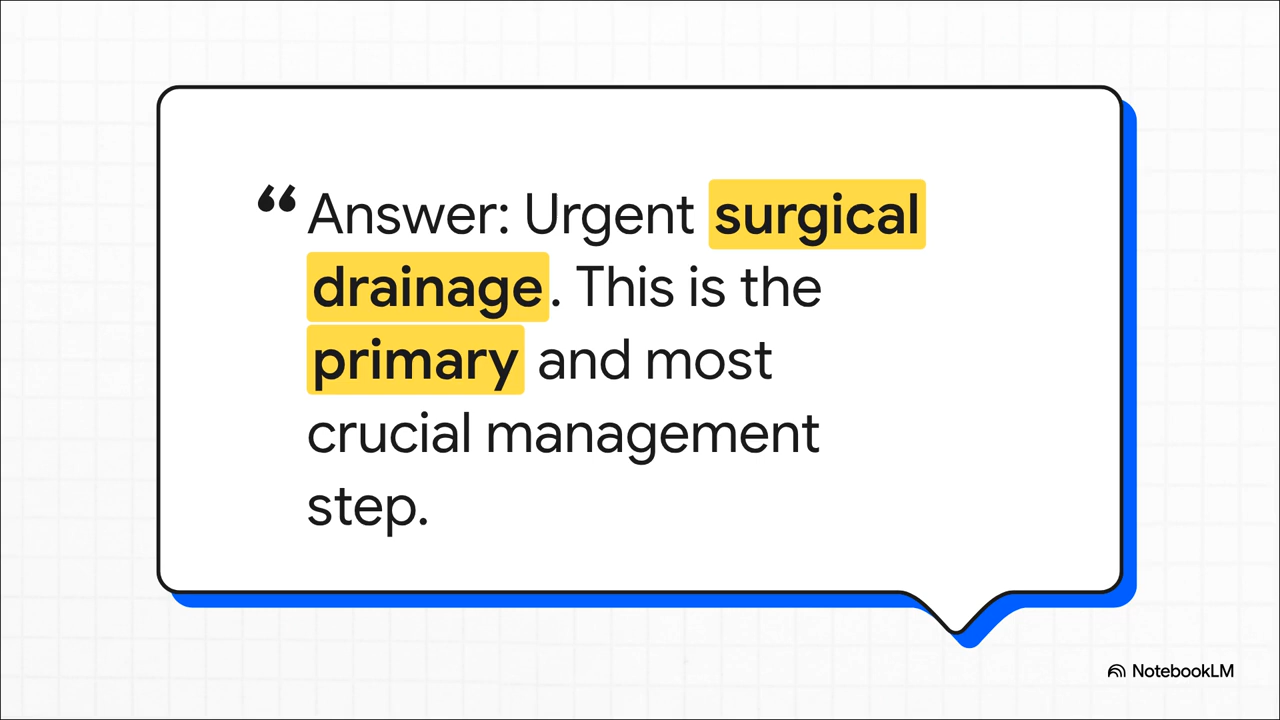 “ Answer: Urgent surgical
drainage. This is the
primary and most
crucial management
step.
NotebookLM